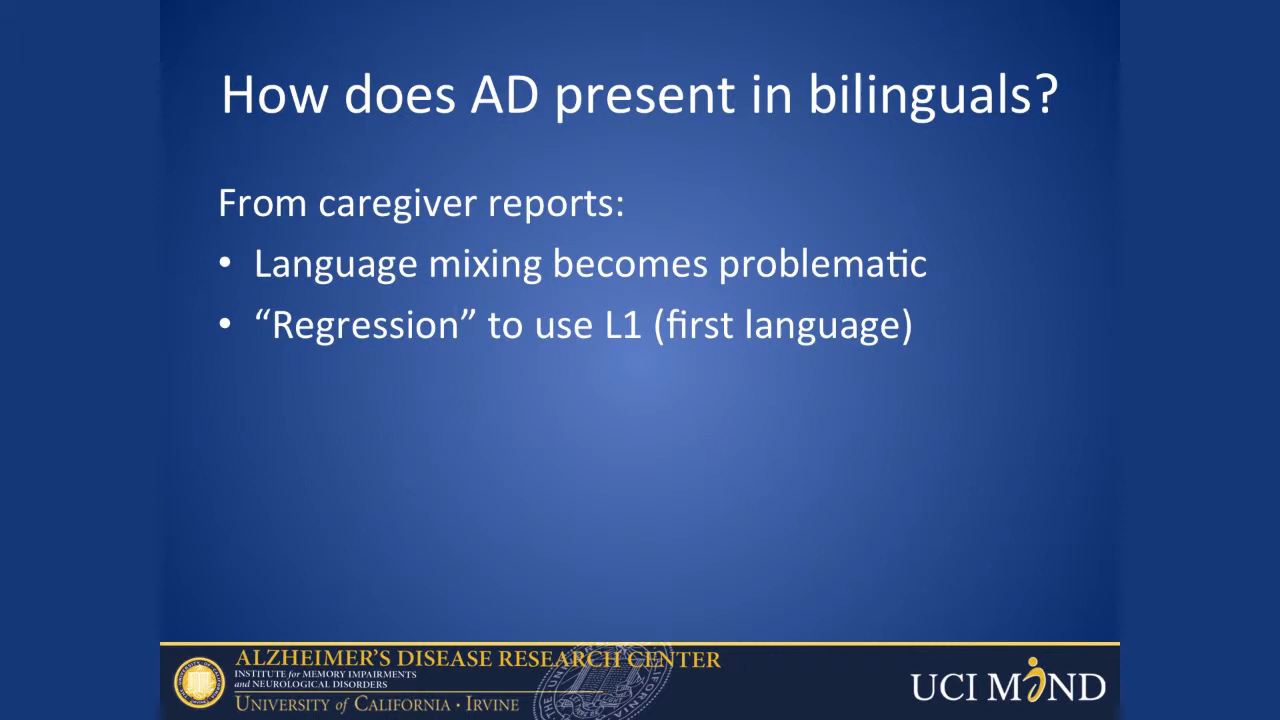 How does AD present in bilinguals?
From caregiver reports:
• Language mixing becomes problematic
• “Regression” to use L1 (first language)
ALZHEIMER’S DISEASE RESEARCH CENTER
INSTITUTE for MEMORY IMPAIRMENTS
and NEUROLOGICAL DISORDERS
UNIVERSITY of CALIFORNIA · IRVINE
UCI MIND